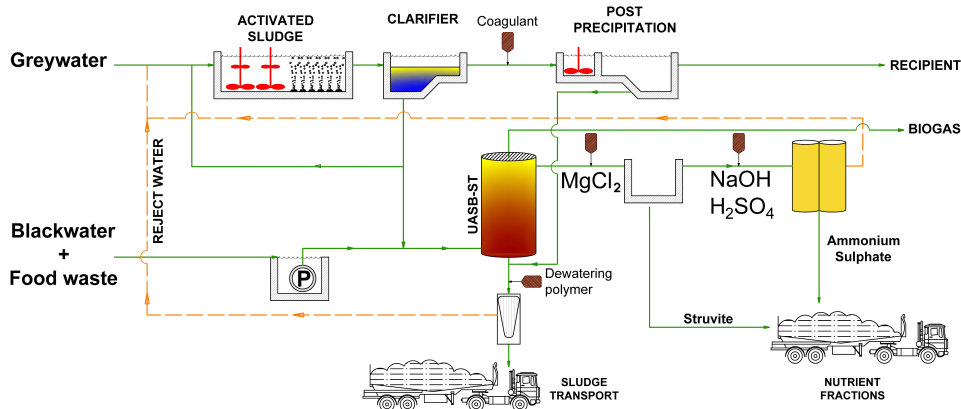 ACTIVATED
SLUDGE
CLARIFIER
Coagulant
POST
PRECIPITATION
Greywater
RECIPIENT
BIOGAS
REJECT WATER
UASB-ST
MgCl₂
NaOH
H₂SO₄
Blackwater
+
Food waste
P
Dewatering
polymer
Ammonium
Sulphate
Struvite
SLUDGE
TRANSPORT
NUTRIENT
FRACTIONS